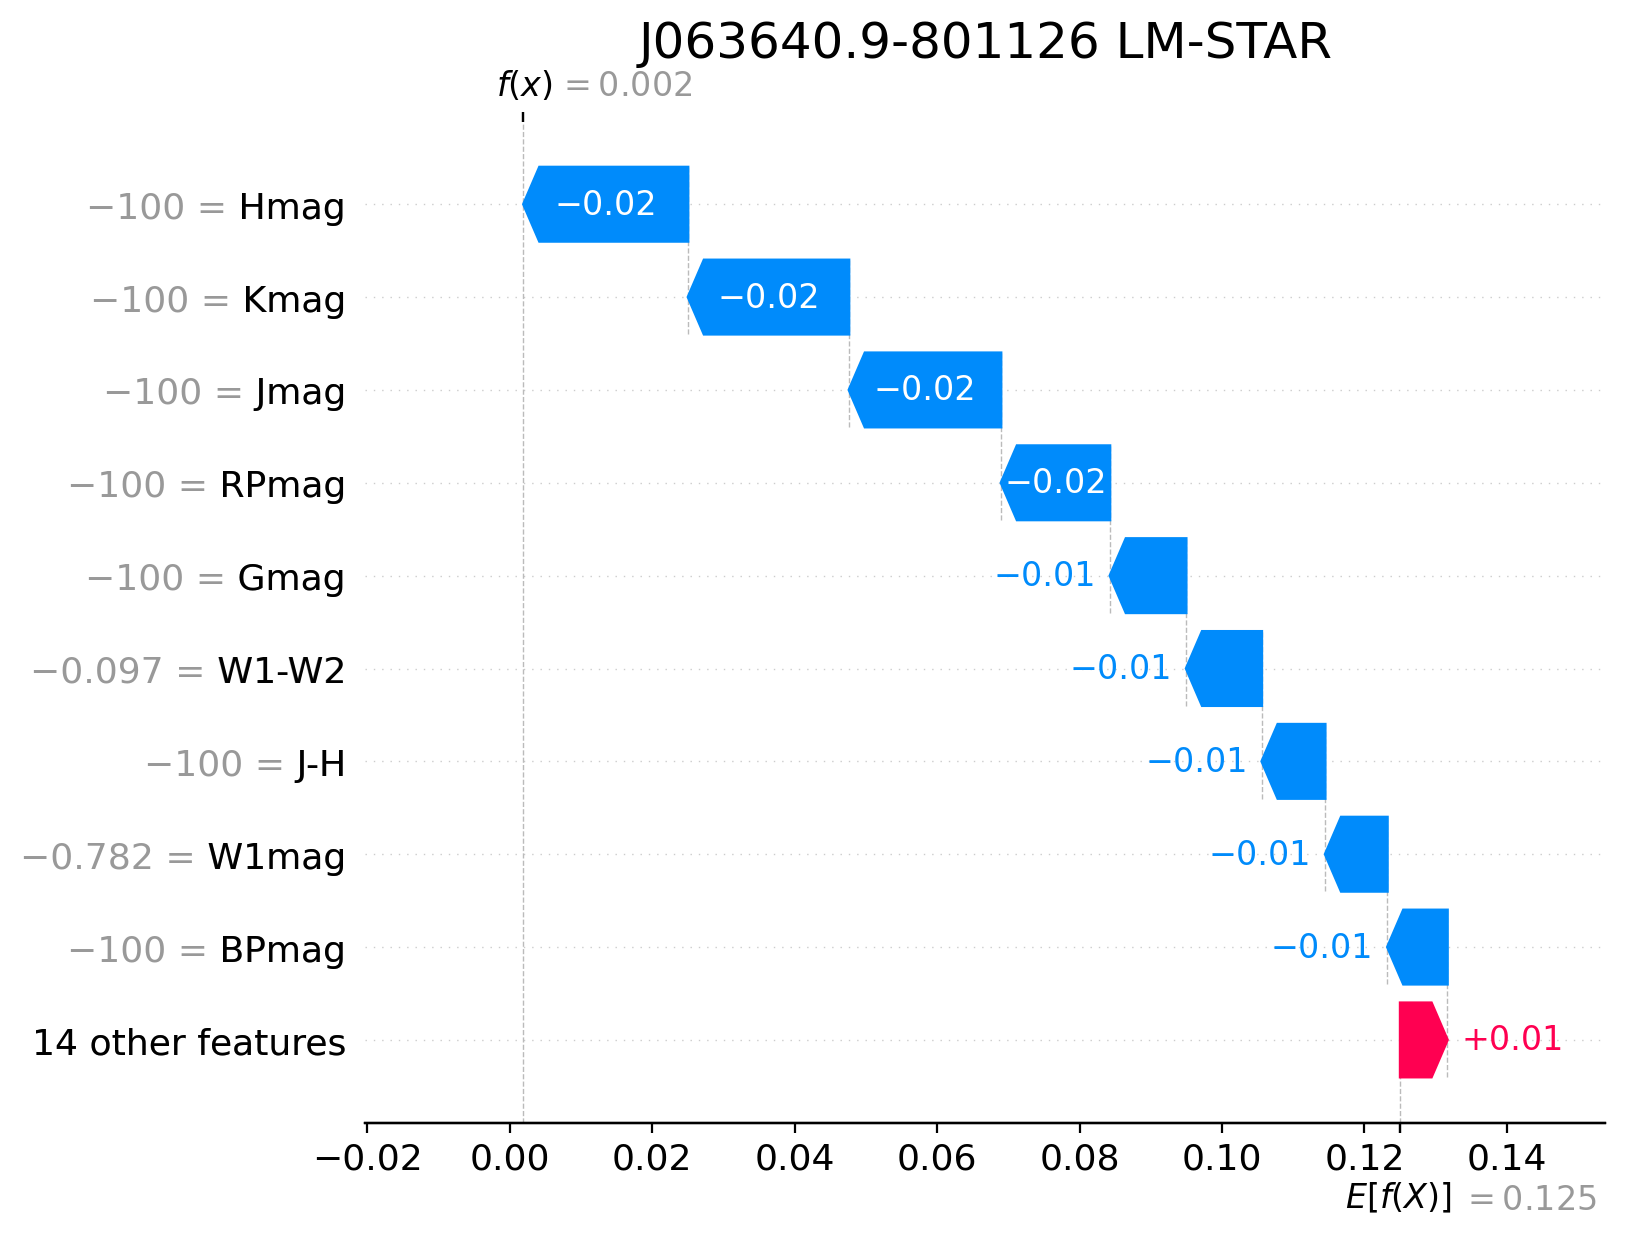 J063640.9-801126 LM-STAR
f(x) = 0.002
−100 = Hmag
−0.02
−100 = Kmag
−0.02
−100 = Jmag
−0.02
−100 = RPmag
−0.02
−100 = Gmag
−0.01
−0.097 = W1-W2
−0.01
−100 = J-H
−0.01
−0.782 = W1mag
−0.01
−100 = BPmag
−0.01
14 other features
+0.01
−0.02 0.00 0.02 0.04 0.06 0.08 0.10 0.12 0.14
E[f(X)] = 0.125